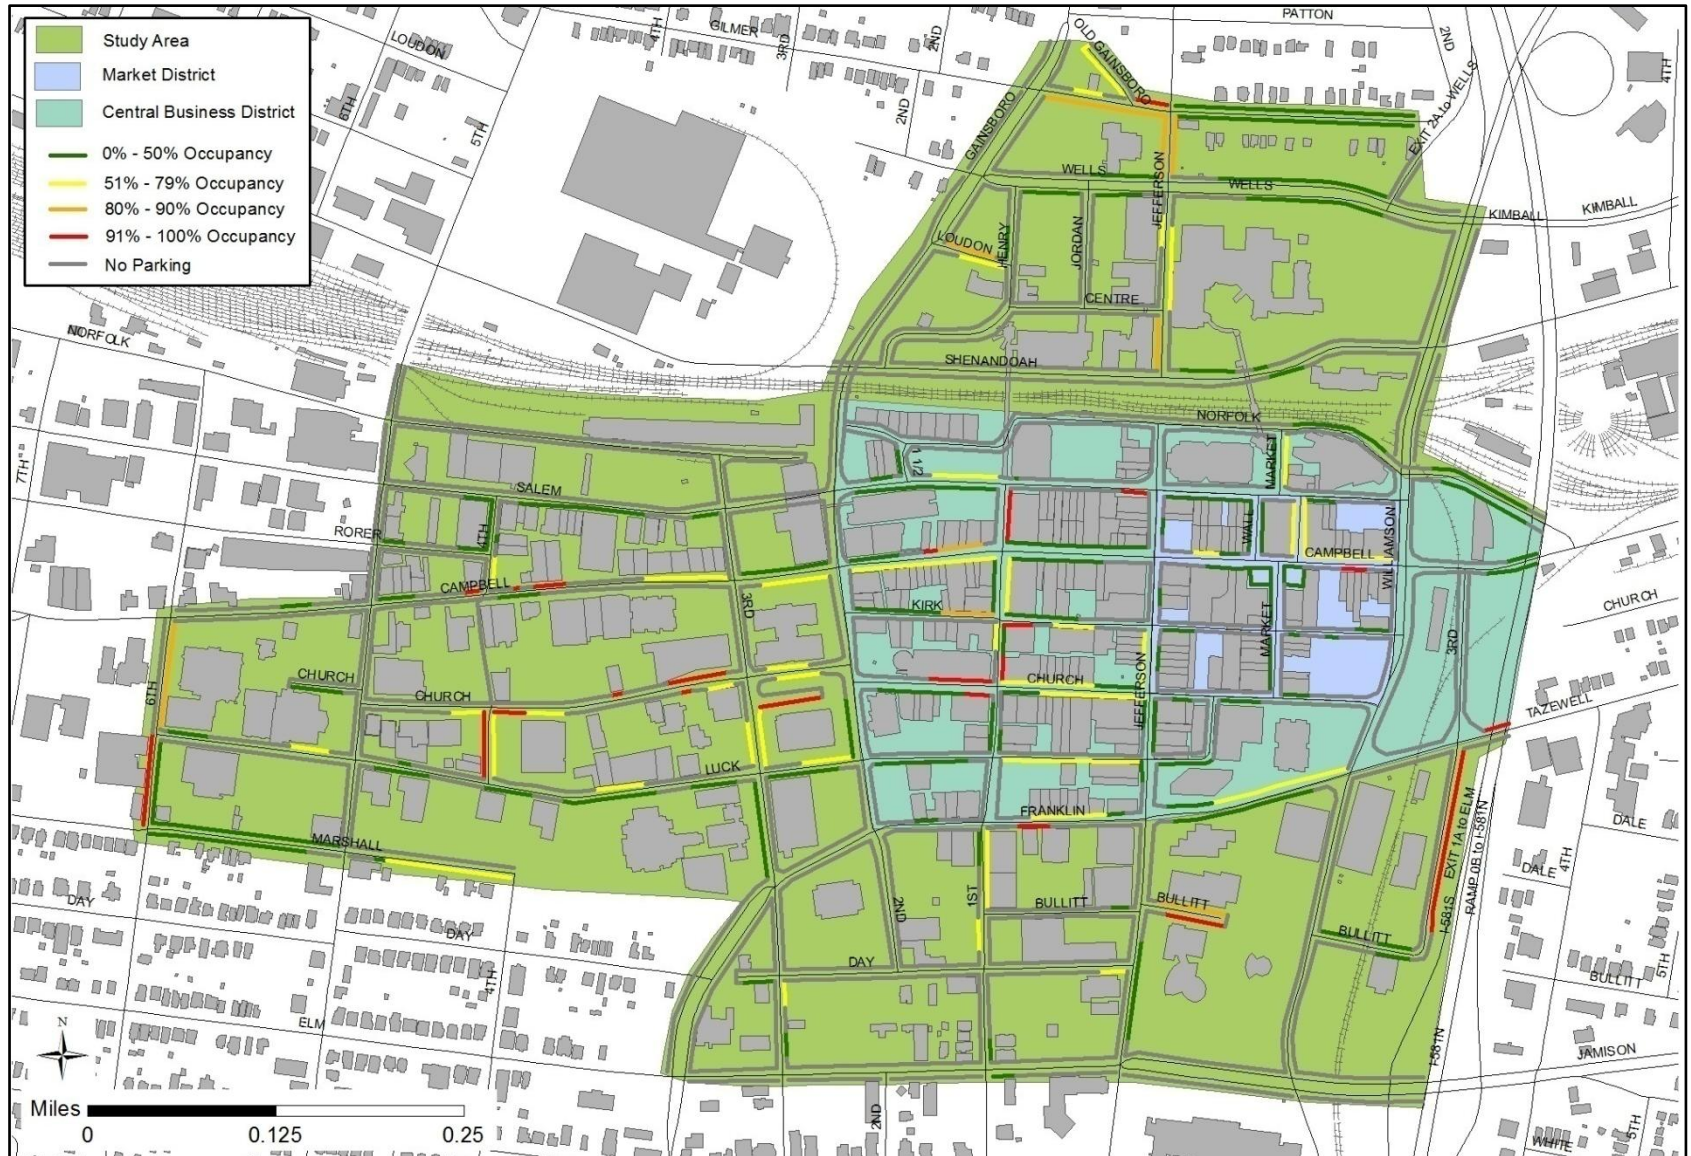 Study Area
Market District
Central Business District
0% - 50% Occupancy
51% - 79% Occupancy
80% - 90% Occupancy
91% - 100% Occupancy
No Parking
LOUDON
4TH
GILMER
3RD
2ND
PATTON
2ND
4TH
OLD GAINSBORO
6TH
5TH
2ND
GAINSBORO
EXIT 2A to WELLS
WELLS
WELLS
JEFFERSON
KIMBALL
KIMBALL
LOUDON
HENRY
JORDAN
CENTRE
SHENANDOAH
NORFOLK
NORFOLK
7TH
SALEM
1 1/2
MARKET
RORER
4TH
WALL
WILLIAMSON
CAMPBELL
CAMPBELL
3RD
KIRK
MARKET
CHURCH
3RD
6TH
CHURCH
CHURCH
CHURCH
JEFFERSON
TAZEWELL
LUCK
FRANKLIN
MARSHALL
EXIT 1A to ELM
I-581S
RAMP 0B to I-581N
DALE
DALE
4TH
DAY
DAY
2ND
1ST
BULLITT
BULLITT
BULLITT
BULLITT
5TH
4TH
DAY
ELM
N
I-581N
JAMISON
2ND
5TH
WHITE
Miles
0
0.125
0.25